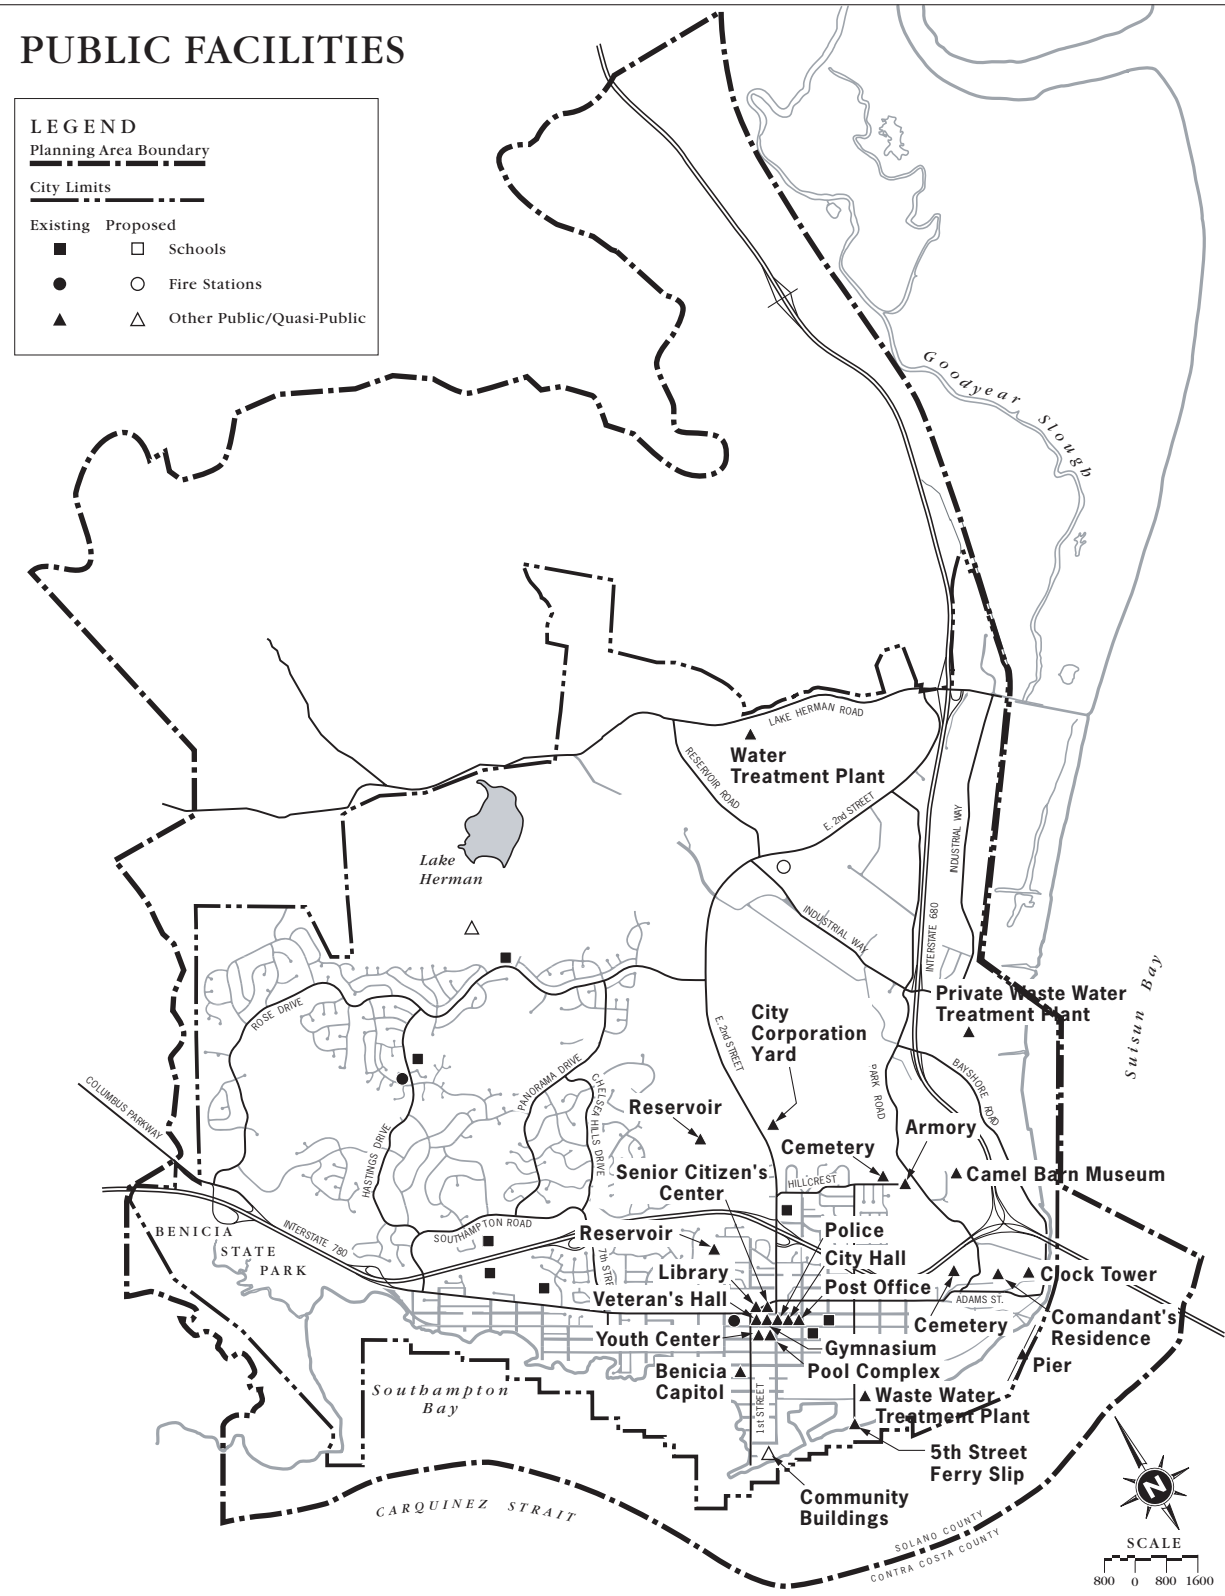 PUBLIC FACILITIES
LEGEND
Planning Area Boundary
City Limits
Existing Proposed
Schools
Fire Stations
Other Public/Quasi-Public
Goodyear Slough
LAKE HERMAN ROAD
Water
Treatment Plant
RESERVOIR ROAD
E. 2nd STREET
INDUSTRIAL WAY
Lake
Herman
INDUSTRIAL WAY
INTERSTATE 680
Suisun Bay
Private Waste Water
Treatment Plant
ROSE DRIVE
City
Corporation
Yard
E. 2nd STREET
PARK ROAD
BAYSHORE ROAD
COLUMBUS PARKWAY
PANORAMA DRIVE
CHELSEA HILLS DRIVE
HASTINGS DRIVE
Reservoir
Armory
Cemetery
Senior Citizen's
Center
HILLCREST
Camel Barn Museum
BENICIA
STATE
PARK
INTERSTATE 780
SOUTHAMPTON ROAD
Reservoir
7th STRE
Police
City Hall
Library
Post Office
Clock Tower
Veteran's Hall
ADAMS ST.
Cemetery
Comandant's
Residence
Youth Center
Gymnasium
Pool Complex
Pier
Benicia
Capitol
1st STREET
Southampton
Bay
Waste Water
Treatment Plant
5th Street
Ferry Slip
Community
Buildings
CARQUINEZ STRAIT
SOLANO COUNTY
CONTRA COSTA COUNTY
N
SCALE
800 0 800 1600